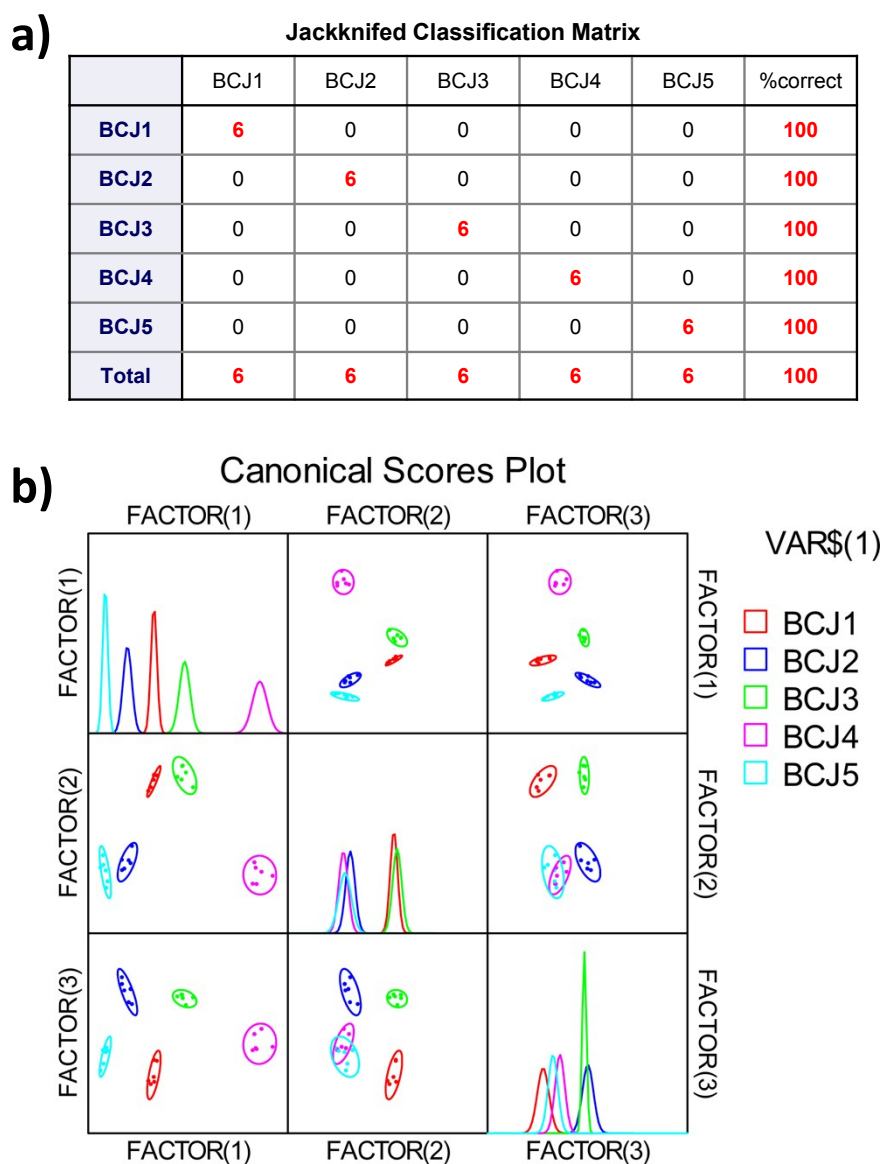 a)
Jackknifed Classification Matrix
BCJ1 BCJ2 BCJ3 BCJ4 BCJ5 %correct
BCJ1 6 0 0 0 0 100
BCJ2 0 6 0 0 0 100
BCJ3 0 0 6 0 0 100
BCJ4 0 0 0 6 0 100
BCJ5 0 0 0 0 6 100
Total 6 6 6 6 6 100
b)
Canonical Scores Plot
FACTOR(1) FACTOR(2) FACTOR(3)
FACTOR(1)
FACTOR(2)
FACTOR(3)
FACTOR(1)
FACTOR(2)
FACTOR(3)
FACTOR(1) FACTOR(2) FACTOR(3)
VAR$(1)
BCJ1
BCJ2
BCJ3
BCJ4
BCJ5